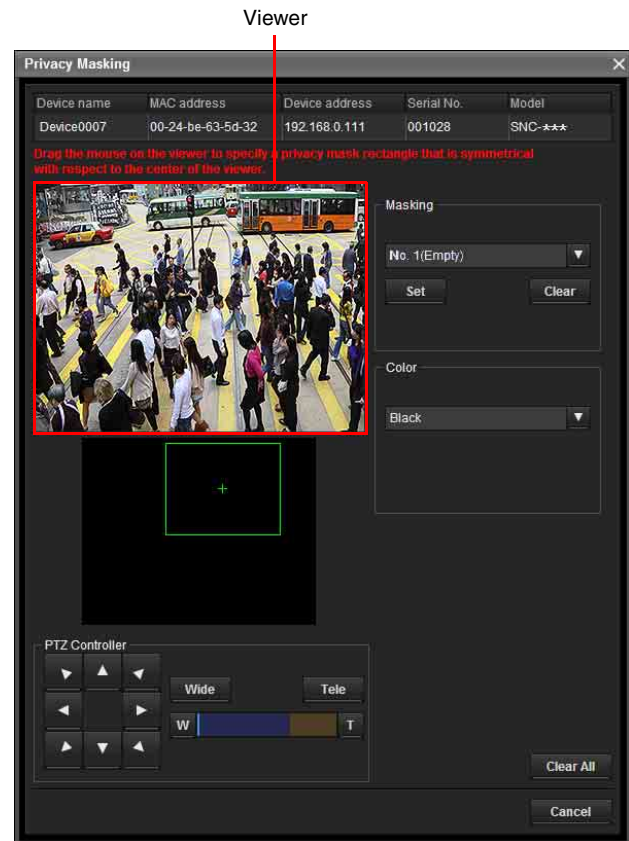 Viewer
Privacy Masking
Device name MAC address Device address Serial No. Model
Device0007 00-24-be-63-5d-32 192.168.0.111 001028 SNC-***
Drag the mouse on the viewer to specify a privacy mask rectangle that is symmetrical
with respect to the center of the viewer.
Masking
No. 1(Empty)
Set Clear
Color
Black
PTZ Controller
Wide Tele
W T
Clear All
Cancel